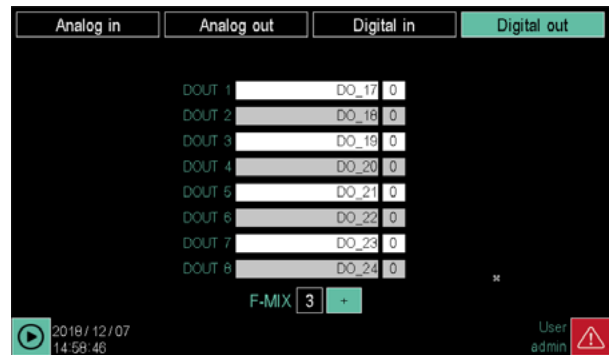 Analog in Analog out Digital in Digital out
DOUT 1 DO_17 0
DOUT 2 DO_18 0
DOUT 3 DO_19 0
DOUT 4 DO_20 0
DOUT 5 DO_21 0
DOUT 6 DO_22 0
DOUT 7 DO_23 0
DOUT 8 DO_24 0
F-MIX 3 +
2018/12/07 User
14:58:46 admin